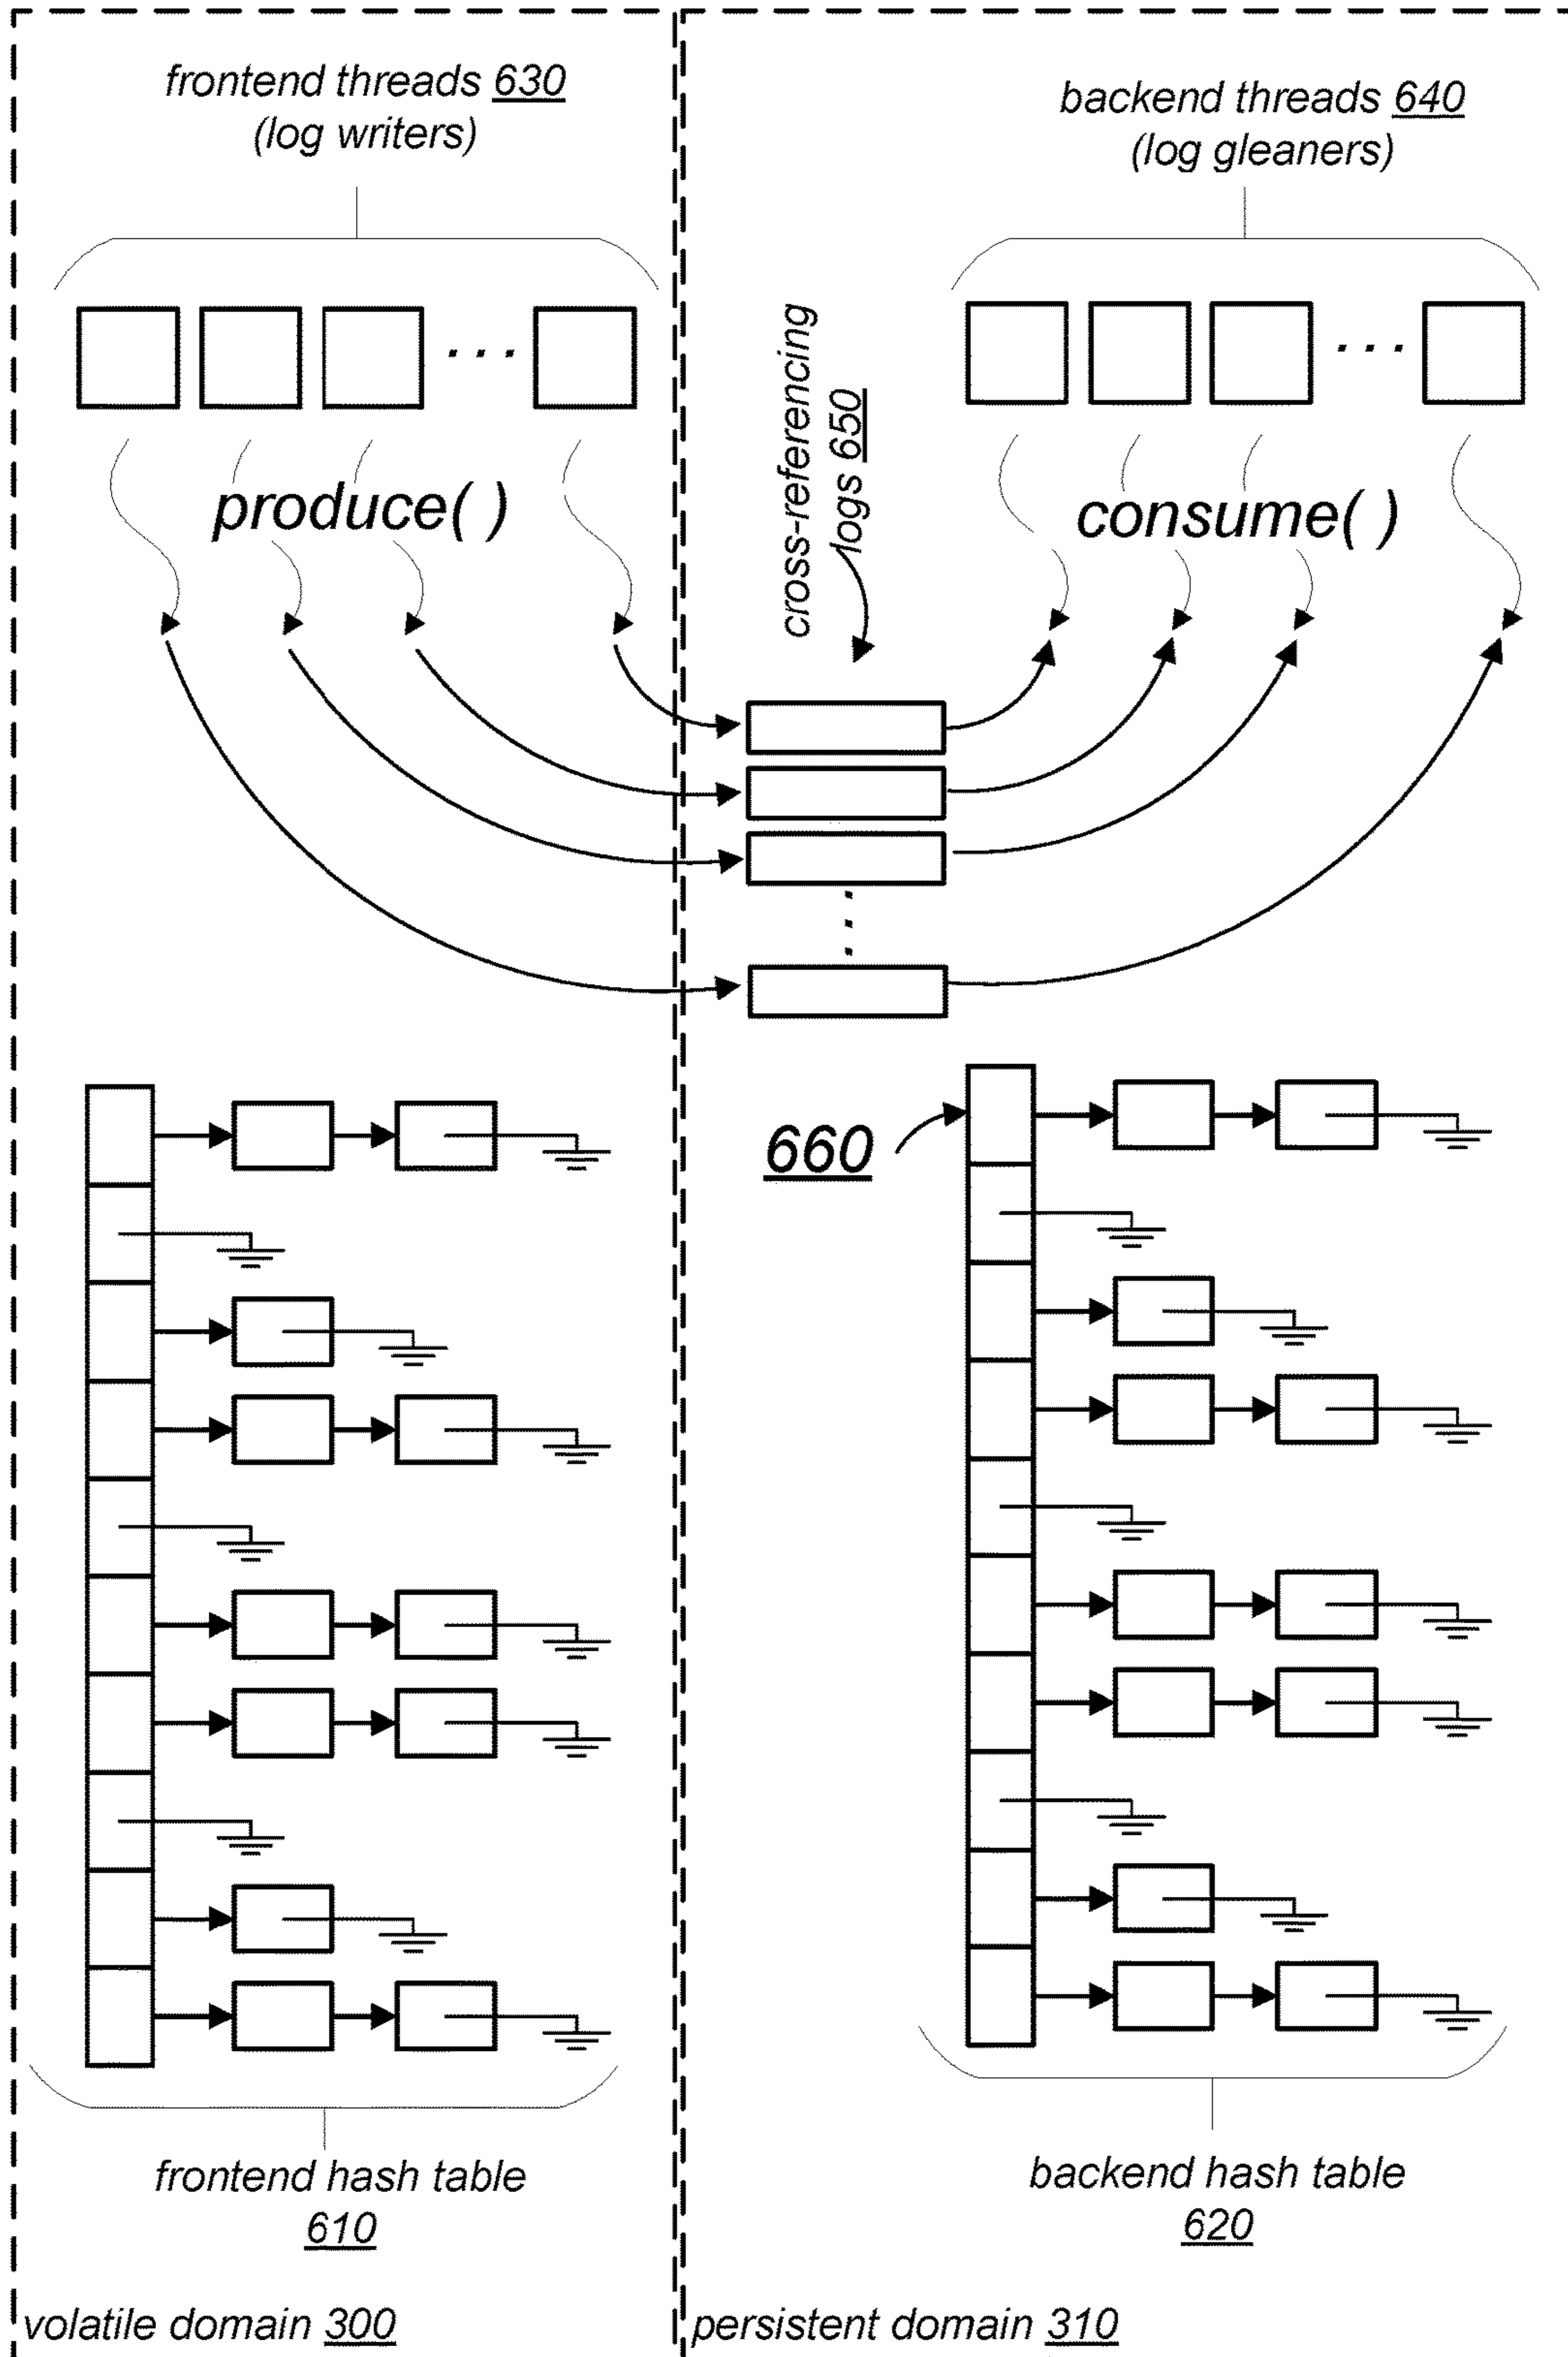 frontend threads 630
(log writers)
backend threads 640
(log gleaners)
cross-referencing
logs 650
produce( )
consume( )
660
frontend hash table
610
backend hash table
620
volatile domain 300
persistent domain 310